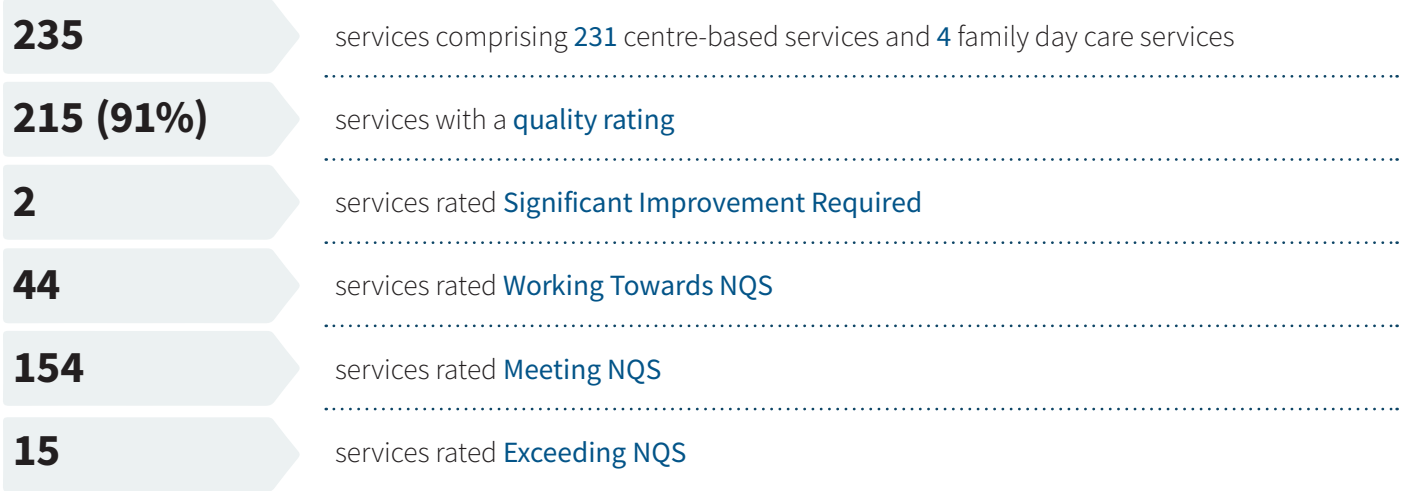 235 services comprising 231 centre-based services and 4 family day care services
215 (91%) services with a quality rating
2 services rated Significant Improvement Required
44 services rated Working Towards NQS
154 services rated Meeting NQS
15 services rated Exceeding NQS